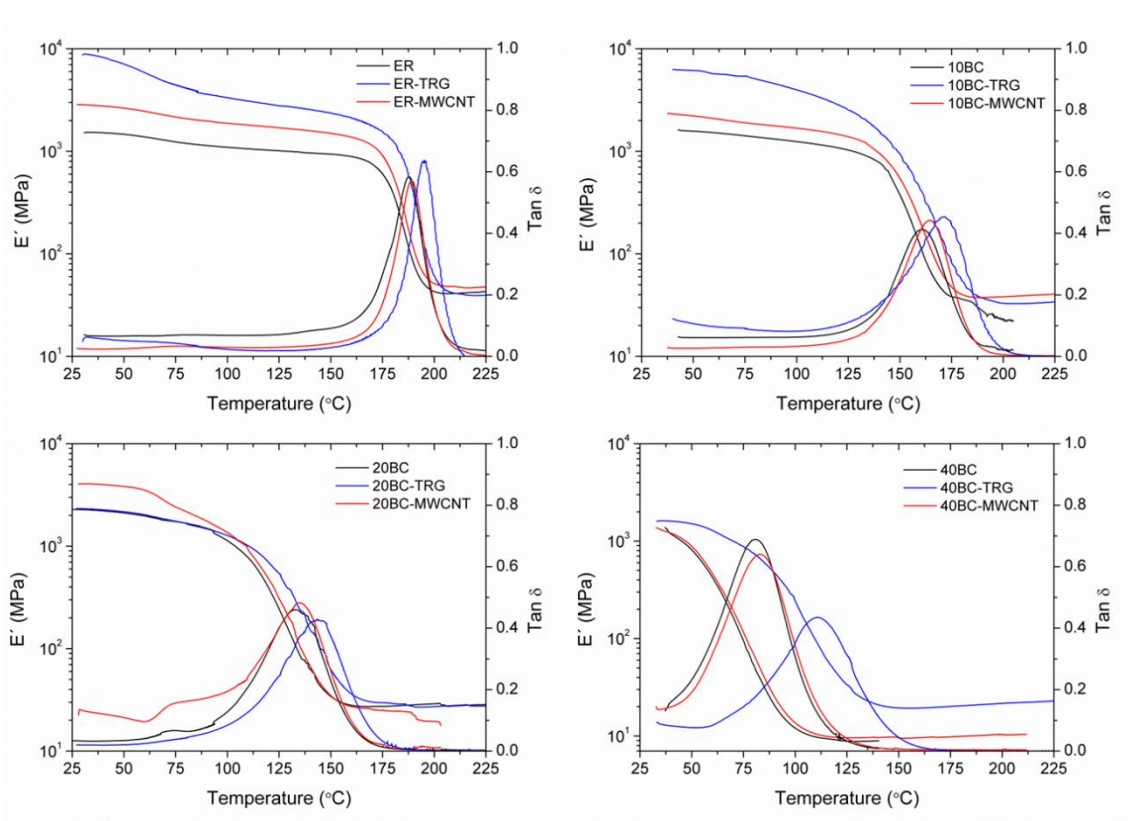 10⁴
10³
10²
10¹
E´ (MPa)
ER
ER-TRG
ER-MWCNT
1.0
0.8
0.6
0.4
0.2
0.0
Tan δ
25 50 75 100 125 150 175 200 225
Temperature (°C)
10⁴
10³
10²
10¹
E´ (MPa)
10BC
10BC-TRG
10BC-MWCNT
1.0
0.8
0.6
0.4
0.2
0.0
Tan δ
25 50 75 100 125 150 175 200 225
Temperature (°C)
10⁴
10³
10²
10¹
E´ (MPa)
20BC
20BC-TRG
20BC-MWCNT
1.0
0.8
0.6
0.4
0.2
0.0
Tan δ
25 50 75 100 125 150 175 200 225
Temperature (°C)
10⁴
10³
10²
10¹
E´ (MPa)
40BC
40BC-TRG
40BC-MWCNT
1.0
0.8
0.6
0.4
0.2
0.0
Tan δ
25 50 75 100 125 150 175 200 225
Temperature (°C)